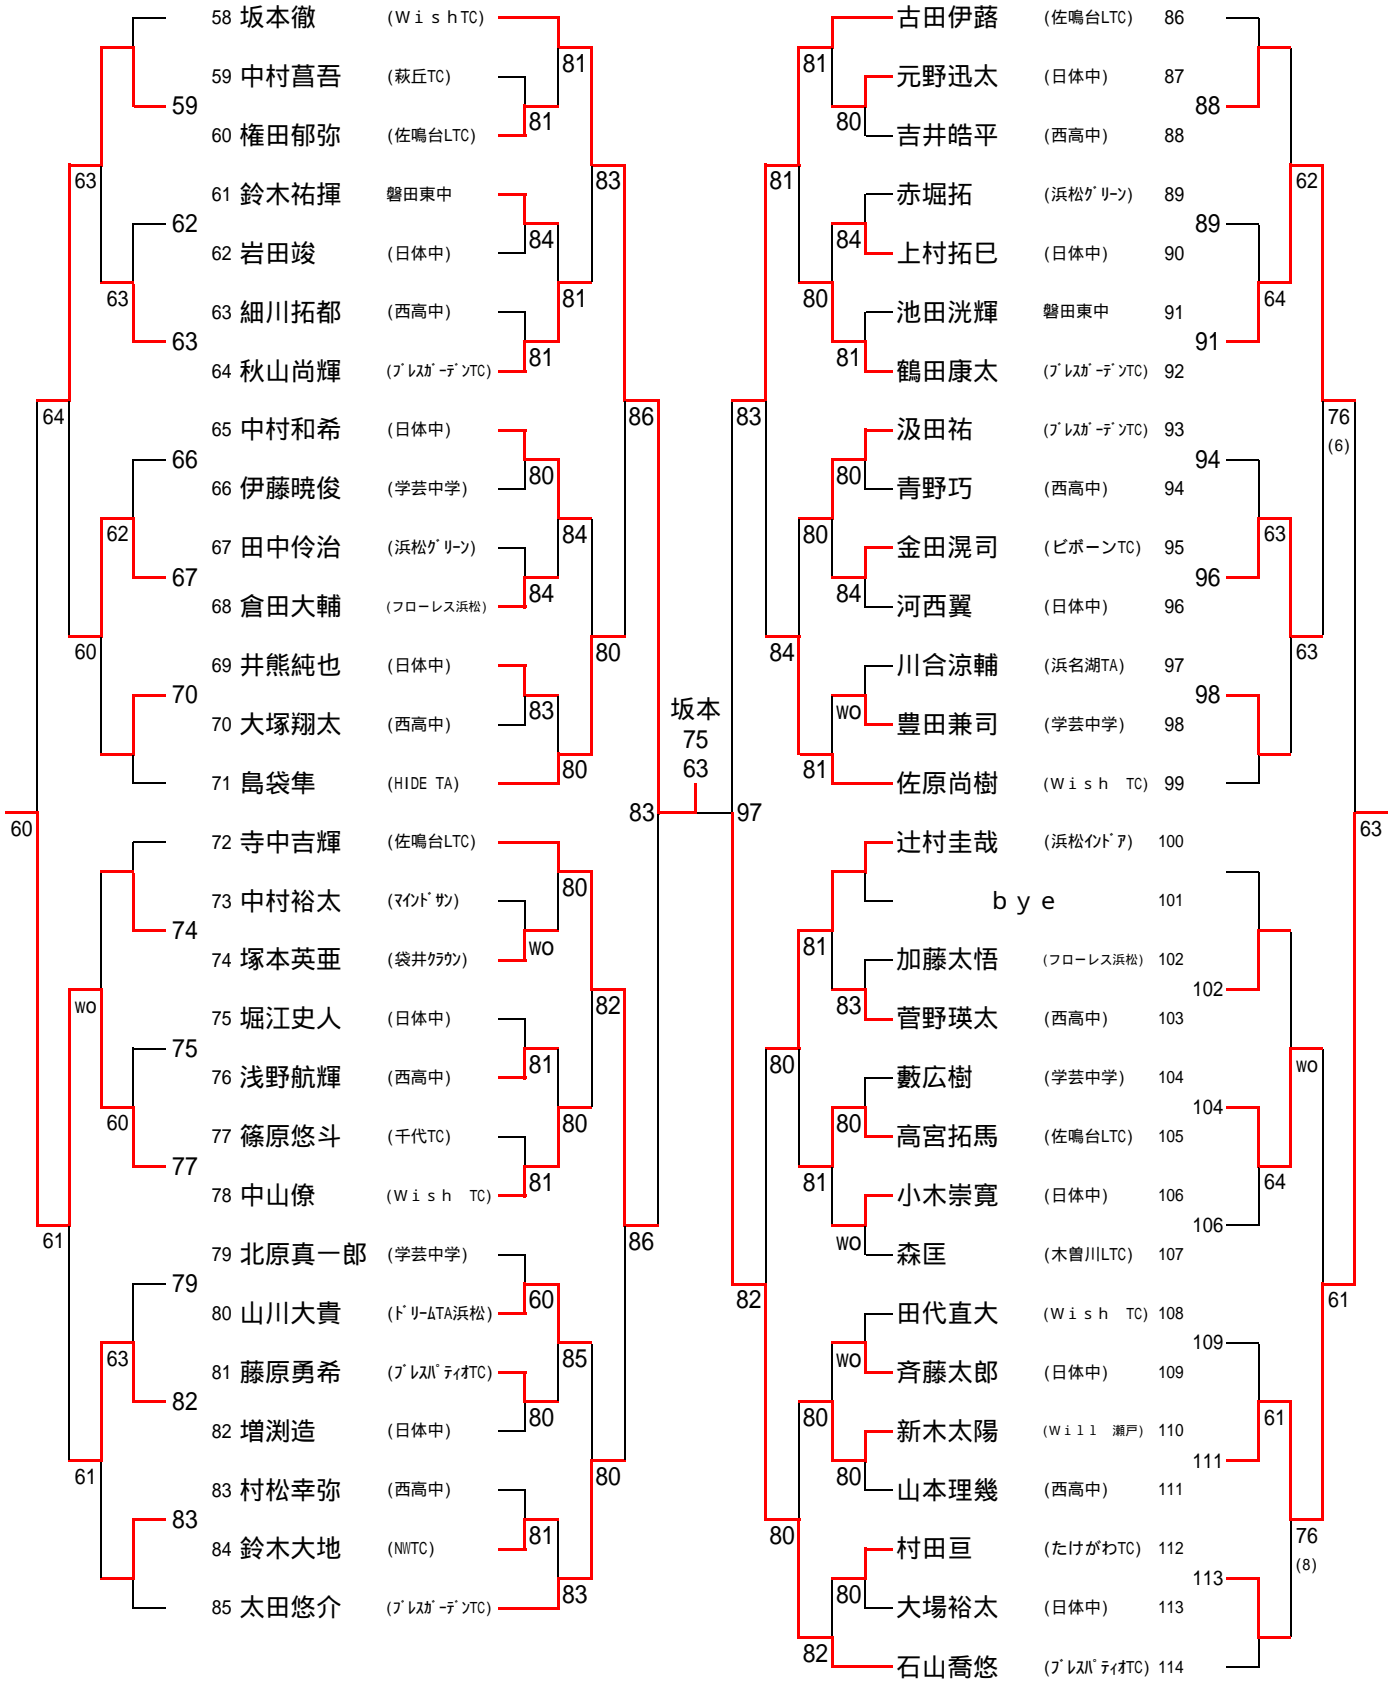 58 坂本徹 (ＷｉｓｈTC)
59 中村菖吾 (萩丘TC)
60 権田郁弥 (佐鳴台LTC)
61 鈴木祐揮 磐田東中
62 岩田竣 (日体中)
63 細川拓都 (西高中)
64 秋山尚輝 (ﾌﾞﾚｽｶﾞｰﾃﾞﾝTC)
65 中村和希 (日体中)
66 伊藤暁俊 (学芸中学)
67 田中伶治 (浜松ｸﾞﾘｰﾝ)
68 倉田大輔 (フローレス浜松)
69 井熊純也 (日体中)
70 大塚翔太 (西高中)
71 島袋隼 (HIDE TA)
72 寺中吉輝 (佐鳴台LTC)
73 中村裕太 (ﾏｲﾝﾄﾞｻﾝ)
74 塚本英亜 (袋井ｸﾗｳﾝ)
75 堀江史人 (日体中)
76 浅野航輝 (西高中)
77 篠原悠斗 (千代TC)
78 中山僚 (Ｗｉｓｈ　TC)
79 北原真一郎 (学芸中学)
80 山川大貴 (ﾄﾞﾘｰﾑTA浜松)
81 藤原勇希 (ﾌﾞﾚｽﾊﾟﾃｨｵTC)
82 増渕造 (日体中)
83 村松幸弥 (西高中)
84 鈴木大地 (NWTC)
85 太田悠介 (ﾌﾞﾚｽｶﾞｰﾃﾞﾝTC)
59
62
63
66
67
70
74
75
77
79
82
83
63
63
64
62
60
60
wo
60
61
63
61
81
81
84
81
81
83
80
84
84
83
80
80
86
wo
80
81
81
80
82
60
80
85
81
83
80
86
83
坂本
75
63
97
古田伊蕗 (佐鳴台LTC) 86
元野迅太 (日体中) 87
吉井皓平 (西高中) 88
赤堀拓 (浜松ｸﾞﾘｰﾝ) 89
上村拓巳 (日体中) 90
池田洸輝 磐田東中 91
鶴田康太 (ﾌﾞﾚｽｶﾞｰﾃﾞﾝTC) 92
汲田祐 (ﾌﾞﾚｽｶﾞｰﾃﾞﾝTC) 93
青野巧 (西高中) 94
金田滉司 (ビボーンTC) 95
河西翼 (日体中) 96
川合涼輔 (浜名湖TA) 97
豊田兼司 (学芸中学) 98
佐原尚樹 (Ｗｉｓｈ　TC) 99
辻村圭哉 (浜松ｲﾝﾄﾞｱ) 100
ｂｙｅ 101
加藤太悟 (フローレス浜松) 102
菅野瑛太 (西高中) 103
藪広樹 (学芸中学) 104
高宮拓馬 (佐鳴台LTC) 105
小木崇寛 (日体中) 106
森匡 (木曽川LTC) 107
田代直大 (Ｗｉｓｈ　TC) 108
斉藤太郎 (日体中) 109
新木太陽 (Ｗｉｌｌ　瀬戸) 110
山本理幾 (西高中) 111
村田亘 (たけがわTC) 112
大場裕太 (日体中) 113
石山喬悠 (ﾌﾞﾚｽﾊﾟﾃｨｵTC) 114
81
80
81
84
80
81
83
80
80
84
84
wo
81
81
83
80
80
81
wo
82
wo
80
80
80
80
82
88
89
91
94
96
98
102
104
106
109
111
113
62
64
76
(6)
63
63
63
wo
64
61
61
76
(8)